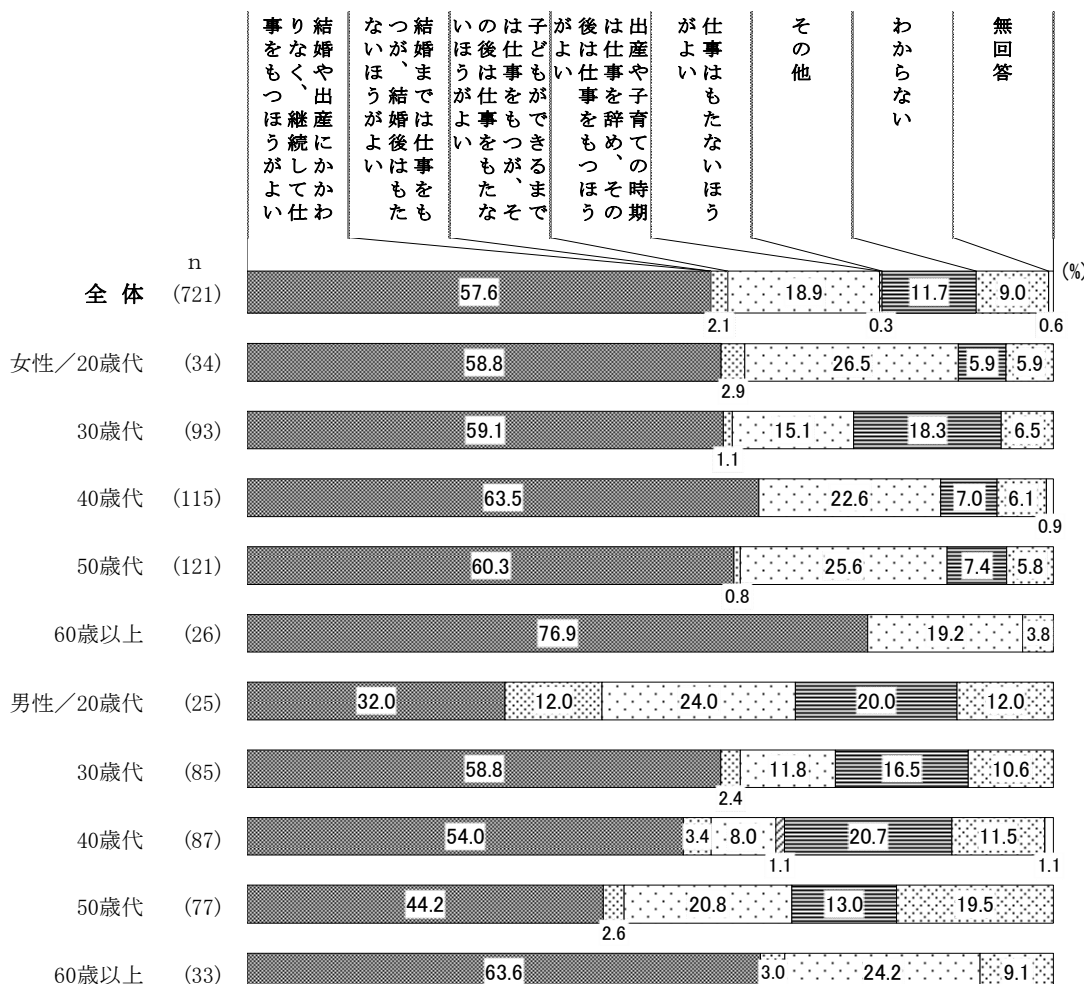 結婚や出産にかかわ
りなく、継続して仕
事をもつほうがよい
結婚までは仕事をも
つが、結婚後はもた
ないほうがよい
子どもができるまで
は仕事をもつが、そ
の後は仕事をもたな
いほうがよい
出産や子育ての時期
は仕事を辞め、その
後は仕事をもつほう
がよい
仕事はもたないほう
がよい
その他
わからない
無回答
n
(%)
全 体 (721) 57.6 2.1 18.9 0.3 11.7 9.0 0.6
女性／20歳代 (34) 58.8 2.9 26.5 5.9 5.9
30歳代 (93) 59.1 1.1 15.1 18.3 6.5
40歳代 (115) 63.5 22.6 7.0 6.1 0.9
50歳代 (121) 60.3 0.8 25.6 7.4 5.8
60歳以上 (26) 76.9 19.2 3.8
男性／20歳代 (25) 32.0 12.0 24.0 20.0 12.0
30歳代 (85) 58.8 2.4 11.8 16.5 10.6
40歳代 (87) 54.0 3.4 8.0 1.1 20.7 11.5 1.1
50歳代 (77) 44.2 2.6 20.8 13.0 19.5
60歳以上 (33) 63.6 3.0 24.2 9.1